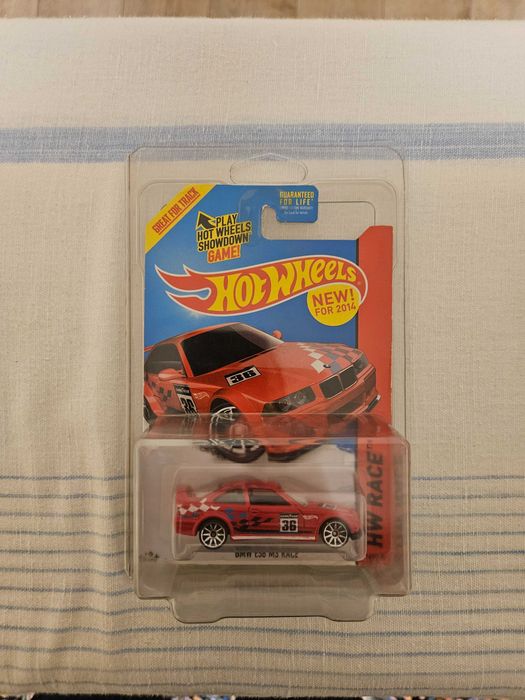 GREAT FOR TRACK
PLAY
HOT WHEELS
SHOWDOWN
GAME!
GUARANTEED
FOR LIFE
HOT WHEELS
NEW!
FOR 2014
36
36
36
HW RACE
BMW E36 M3 RACE